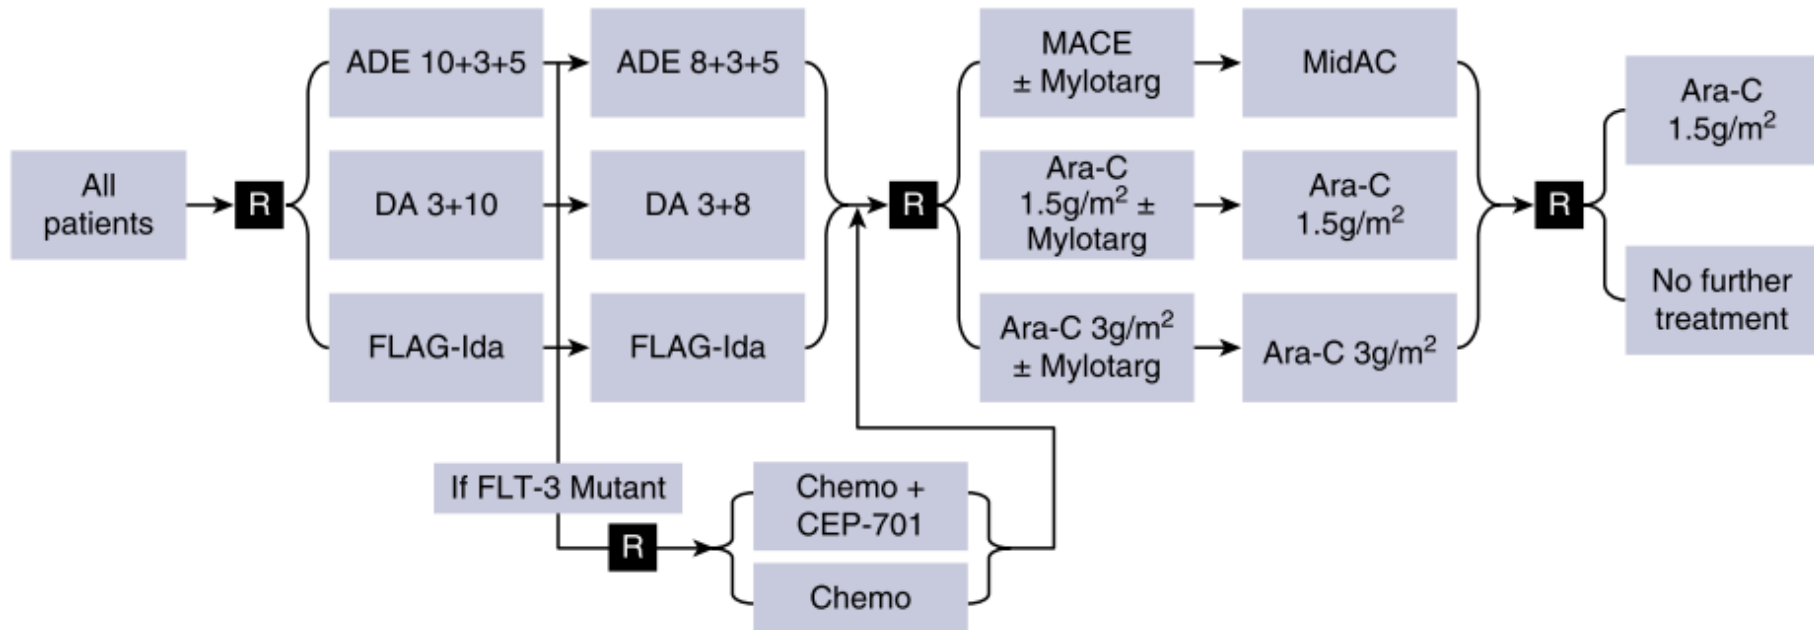 All
patients
R
ADE 10+3+5
ADE 8+3+5
DA 3+10
DA 3+8
FLAG-Ida
FLAG-Ida
If FLT-3 Mutant
R
Chemo +
CEP-701
Chemo
R
MACE
± Mylotarg
MidAC
Ara-C
1.5g/m²±
Mylotarg
Ara-C
1.5g/m²
Ara-C 3g/m²
± Mylotarg
Ara-C 3g/m²
R
Ara-C
1.5g/m²
No further
treatment